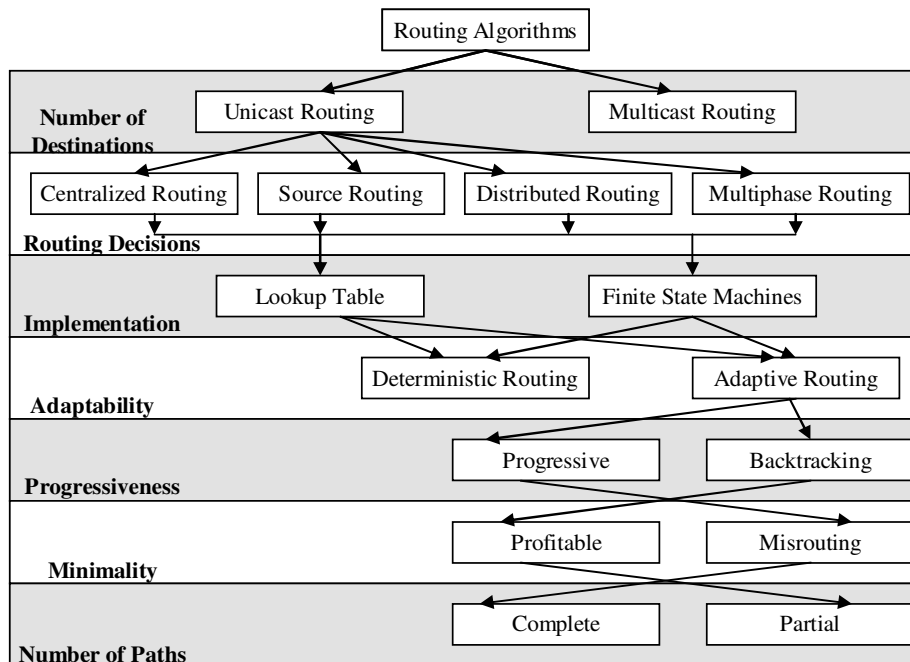 Routing Algorithms
Unicast Routing
Multicast Routing
Number of
Destinations
Centralized Routing
Source Routing
Distributed Routing
Multiphase Routing
Routing Decisions
Lookup Table
Finite State Machines
Implementation
Deterministic Routing
Adaptive Routing
Adaptability
Progressive
Backtracking
Progressiveness
Profitable
Misrouting
Minimality
Complete
Partial
Number of Paths